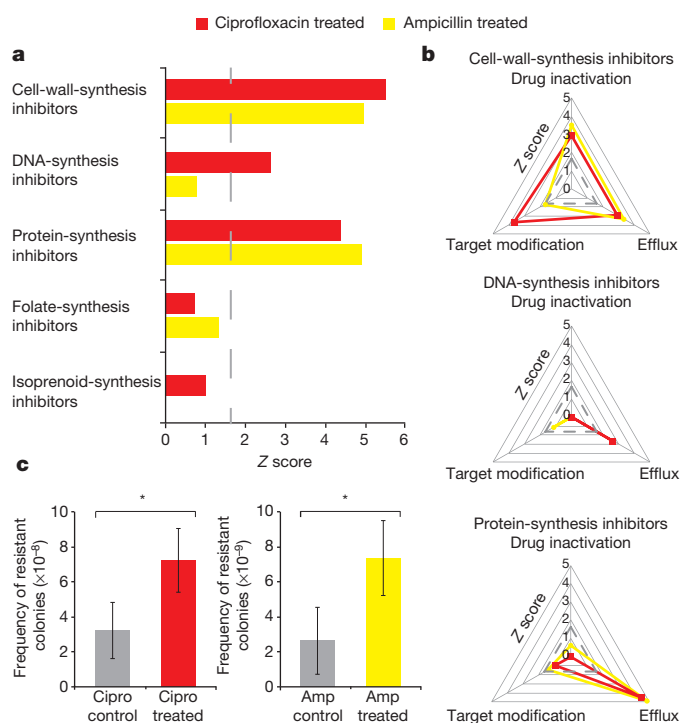 Ciprofloxacin treated Ampicillin treated
a
Cell-wall-synthesis
inhibitors
DNA-synthesis
inhibitors
Protein-synthesis
inhibitors
Folate-synthesis
inhibitors
Isoprenoid-synthesis
inhibitors
0 1 2 3 4 5 6
Z score
b
Cell-wall-synthesis inhibitors
Drug inactivation
5
4
3
2
1
0
Z score
Target modification Efflux
DNA-synthesis inhibitors
Drug inactivation
5
4
3
2
1
0
Z score
Target modification Efflux
Protein-synthesis inhibitors
Drug inactivation
5
4
3
2
1
0
Z score
Target modification Efflux
c
Frequency of resistant
colonies (×10⁻⁸)
10
8
6
4
2
0
*
Cipro
control
Cipro
treated
Frequency of resistant
colonies (×10⁻⁹)
10
8
6
4
2
0
*
Amp
control
Amp
treated